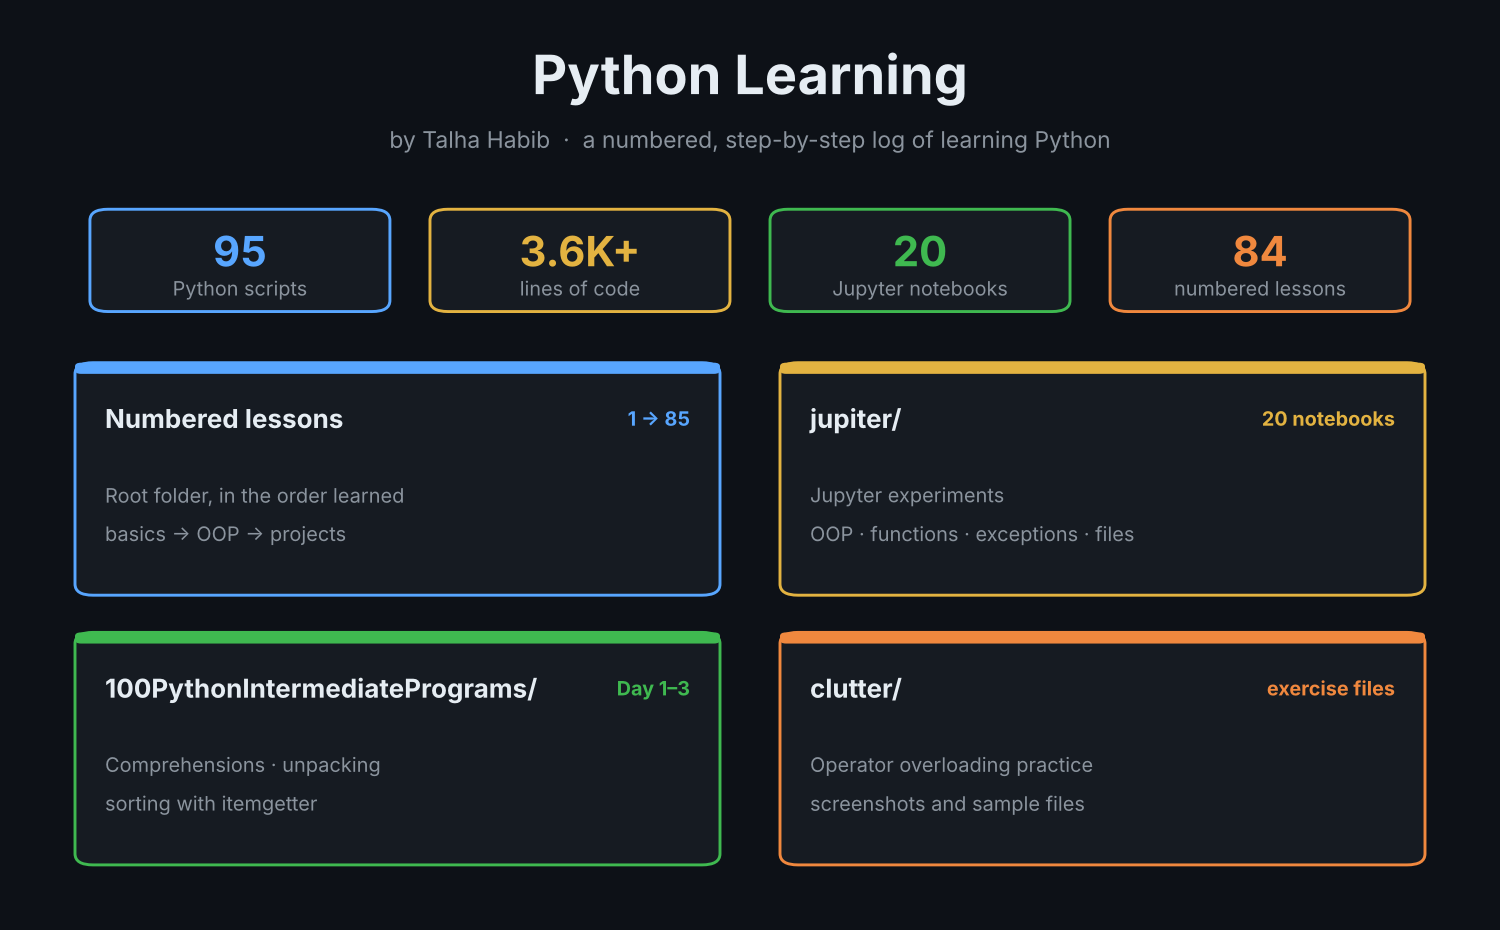 Python Learning
by Talha Habib · a numbered, step-by-step log of learning Python
95
Python scripts
3.6K+
lines of code
20
Jupyter notebooks
84
numbered lessons
Numbered lessons
1 → 85
Root folder, in the order learned
basics → OOP → projects
jupiter/
20 notebooks
Jupyter experiments
OOP · functions · exceptions · files
100PythonIntermediatePrograms/
Day 1–3
Comprehensions · unpacking
sorting with itemgetter
clutter/
exercise files
Operator overloading practice
screenshots and sample files